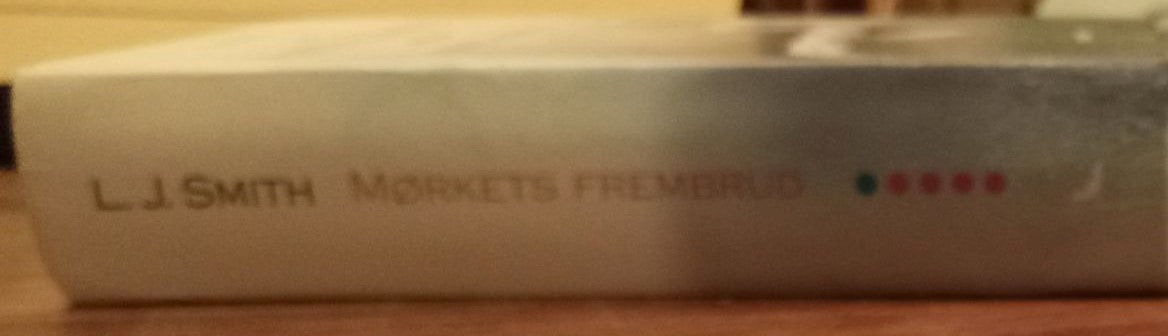 L. J. SMITH MØRKETS FREMBRUD